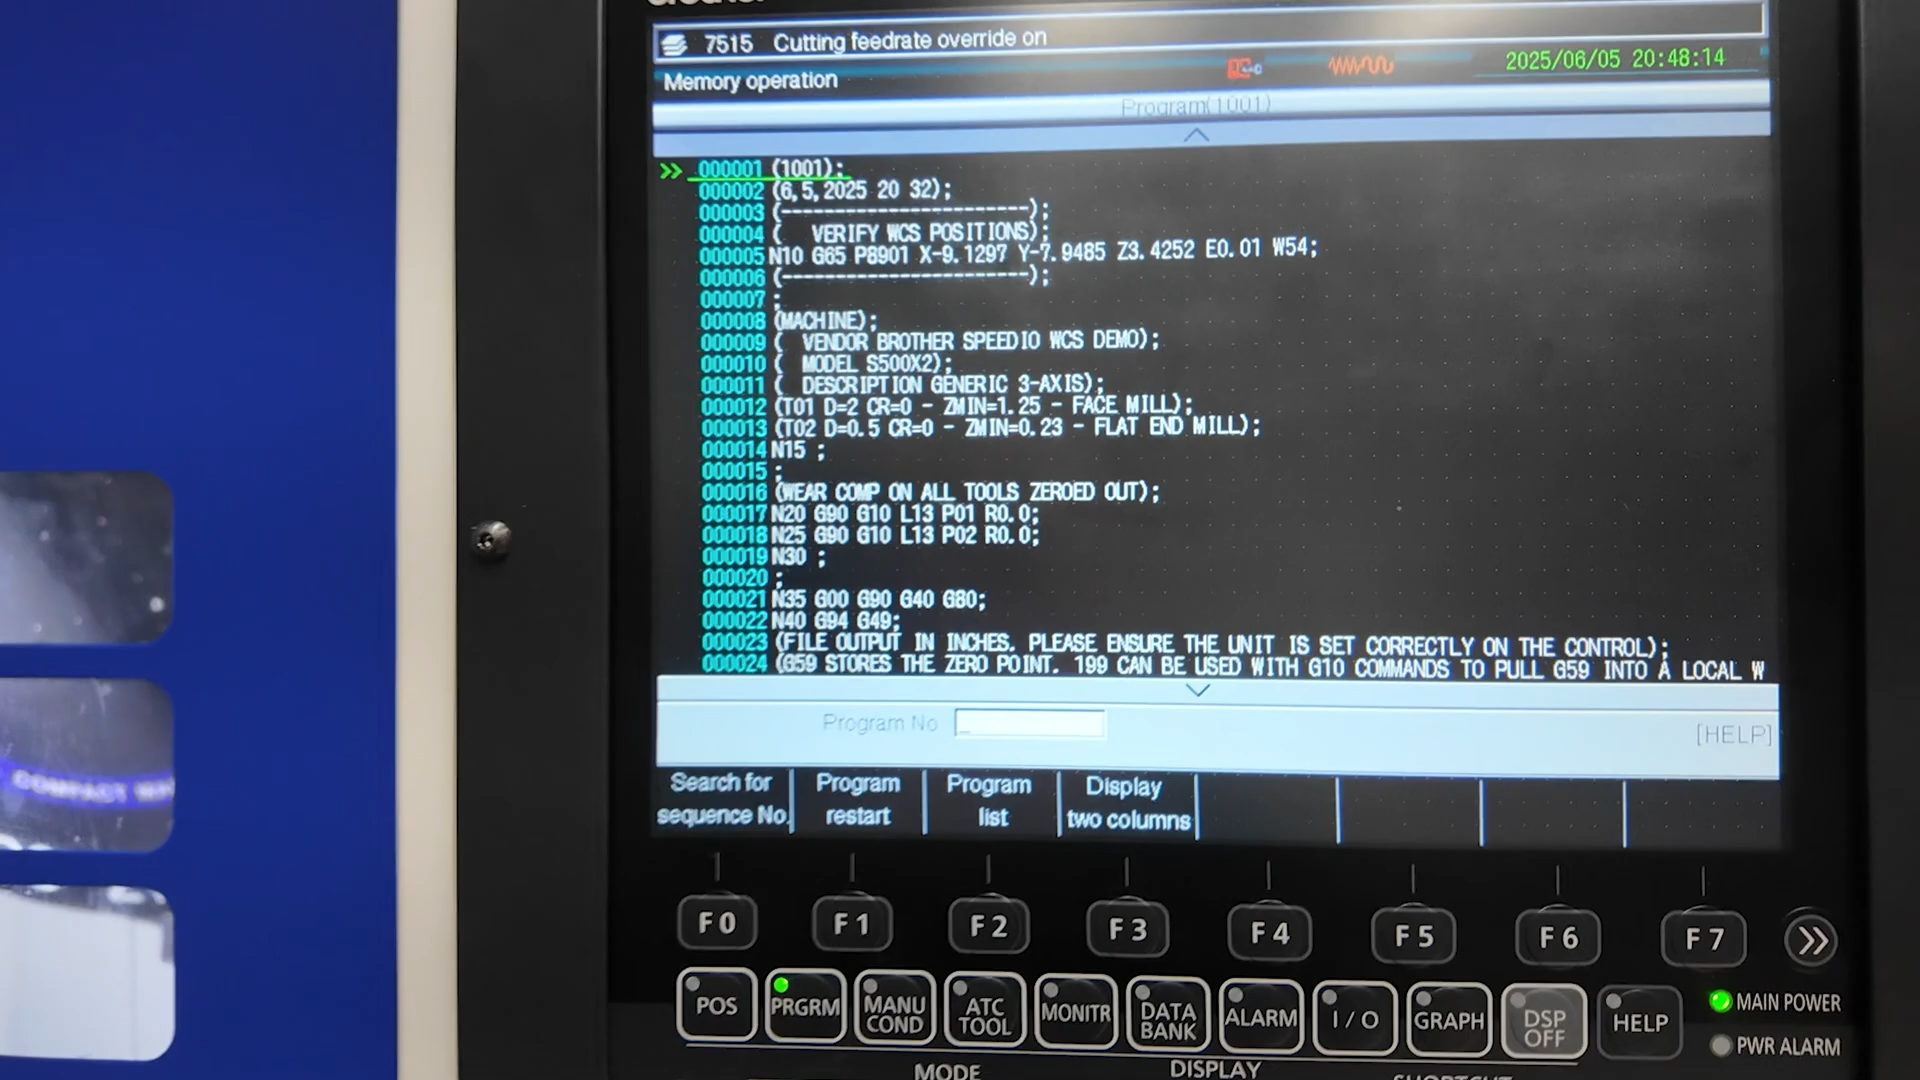 7515 Cutting feedrate override on
Memory operation
2025/06/05 20:48:14
Program(1001)
000001 (1001);
000002 (6,5,2025 20 32);
000003 (-----------------------);
000004 (   VERIFY WCS POSITIONS);
000005 N10 G65 P8901 X-9.1297 Y-7.9485 Z3.4252 E0.01 W54;
000006 (-----------------------);
000007 ;
000008 (MACHINE);
000009 (  VENDOR BROTHER SPEEDIO WCS DEMO);
000010 (  MODEL S500X2);
000011 (  DESCRIPTION GENERIC 3-AXIS);
000012 (T01 D=2 CR=0 - ZMIN=1.25 - FACE MILL);
000013 (T02 D=0.5 CR=0 - ZMIN=0.23 - FLAT END MILL);
000014 N15 ;
000015 ;
000016 (WEAR COMP ON ALL TOOLS ZEROED OUT);
000017 N20 G90 G10 L13 P01 R0.0;
000018 N25 G90 G10 L13 P02 R0.0;
000019 N30 ;
000020 ;
000021 N35 G00 G90 G40 G80;
000022 N40 G94 G49;
000023 (FILE OUTPUT IN INCHES. PLEASE ENSURE THE UNIT IS SET CORRECTLY ON THE CONTROL);
000024 (G59 STORES THE ZERO POINT. 199 CAN BE USED WITH G10 COMMANDS TO PULL G59 INTO A LOCAL W
Program No _
[HELP]
Search for sequence No.
Program restart
Program list
Display two columns
F0 F1 F2 F3 F4 F5 F6 F7
POS PRGRM MANU COND ATC TOOL MONITR DATA BANK ALARM I/O GRAPH DSP OFF HELP
MAIN POWER
PWR ALARM
MODE DISPLAY
COMPACT